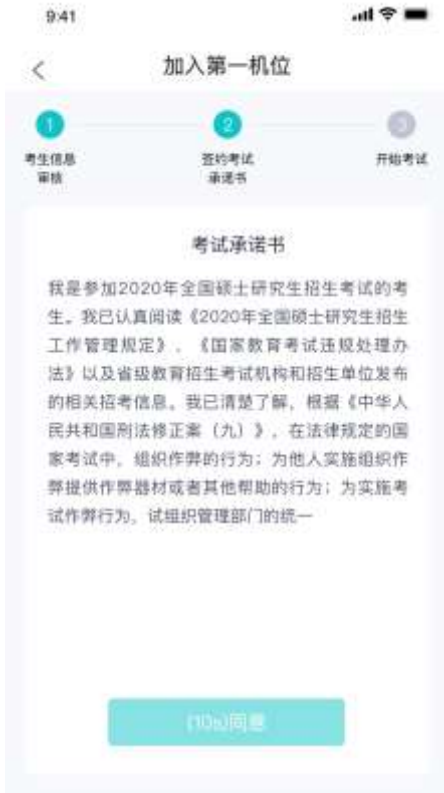 9:41
加入第一机位
1
2
3
考生信息
审核
签约考试
承诺书
开始考试
考试承诺书
我是参加2020年全国硕士研究生招生考试的考
生。我已认真阅读《2020年全国硕士研究生招生
工作管理规定》、《国家教育考试违规处理办
法》以及省级教育招生考试机构和招生单位发布
的相关招考信息。我已清楚了解，根据《中华人
民共和国刑法修正案（九）》，在法律规定的国
家考试中，组织作弊的行为；为他人实施组织作
弊提供作弊器材或者其他帮助的行为；为实施考
试作弊行为，试组织管理部门的统一
(10s)同意